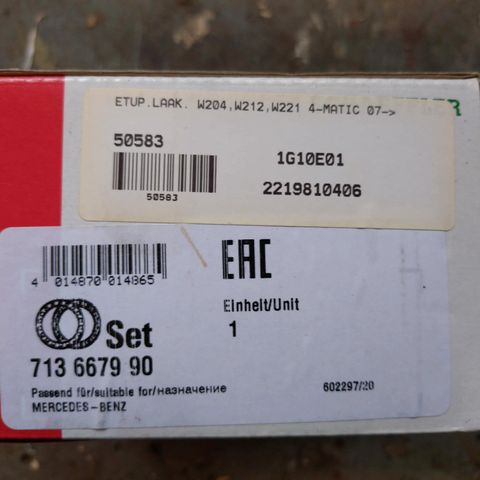 ETUP.LAAK. W204,W212,W221 4-MATIC 07->
50583
1G10E01
50583
2219810406
4 014870 014865
EAC
Einheit/Unit
1
Set
713 6679 90
Passend für/suitable for/назначение
MERCEDES-BENZ
602297/20